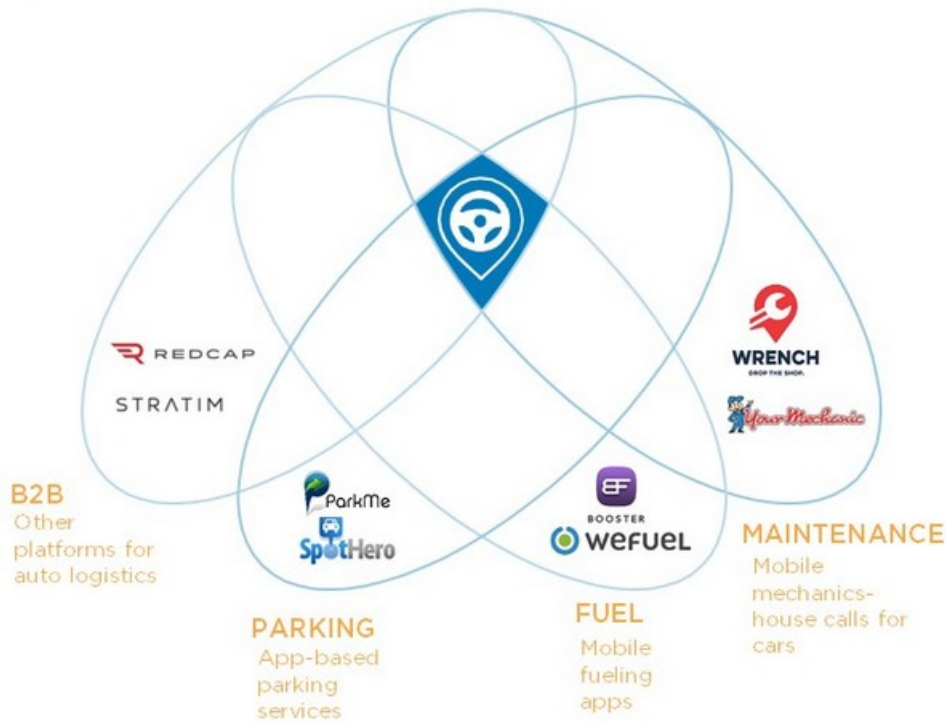 REDCAP
STRATIM
WRENCH
DROP THE SHOP.
YourMechanic
ParkMe
SpotHero
BF
BOOSTER
WEFUEL
B2B
Other
platforms for
auto logistics
PARKING
App-based
parking
services
FUEL
Mobile
fueling
apps
MAINTENANCE
Mobile
mechanics-
house calls for
cars